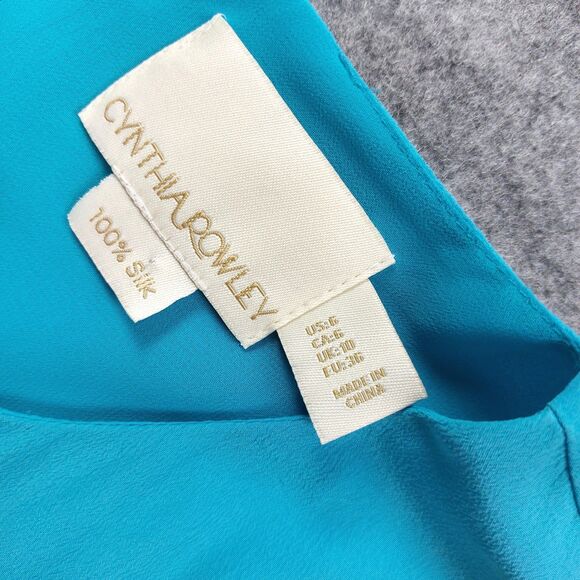 CYNTHIA ROWLEY
100% Silk
US:6
CA:6
UK:10
EU:36
MADE IN
CHINA